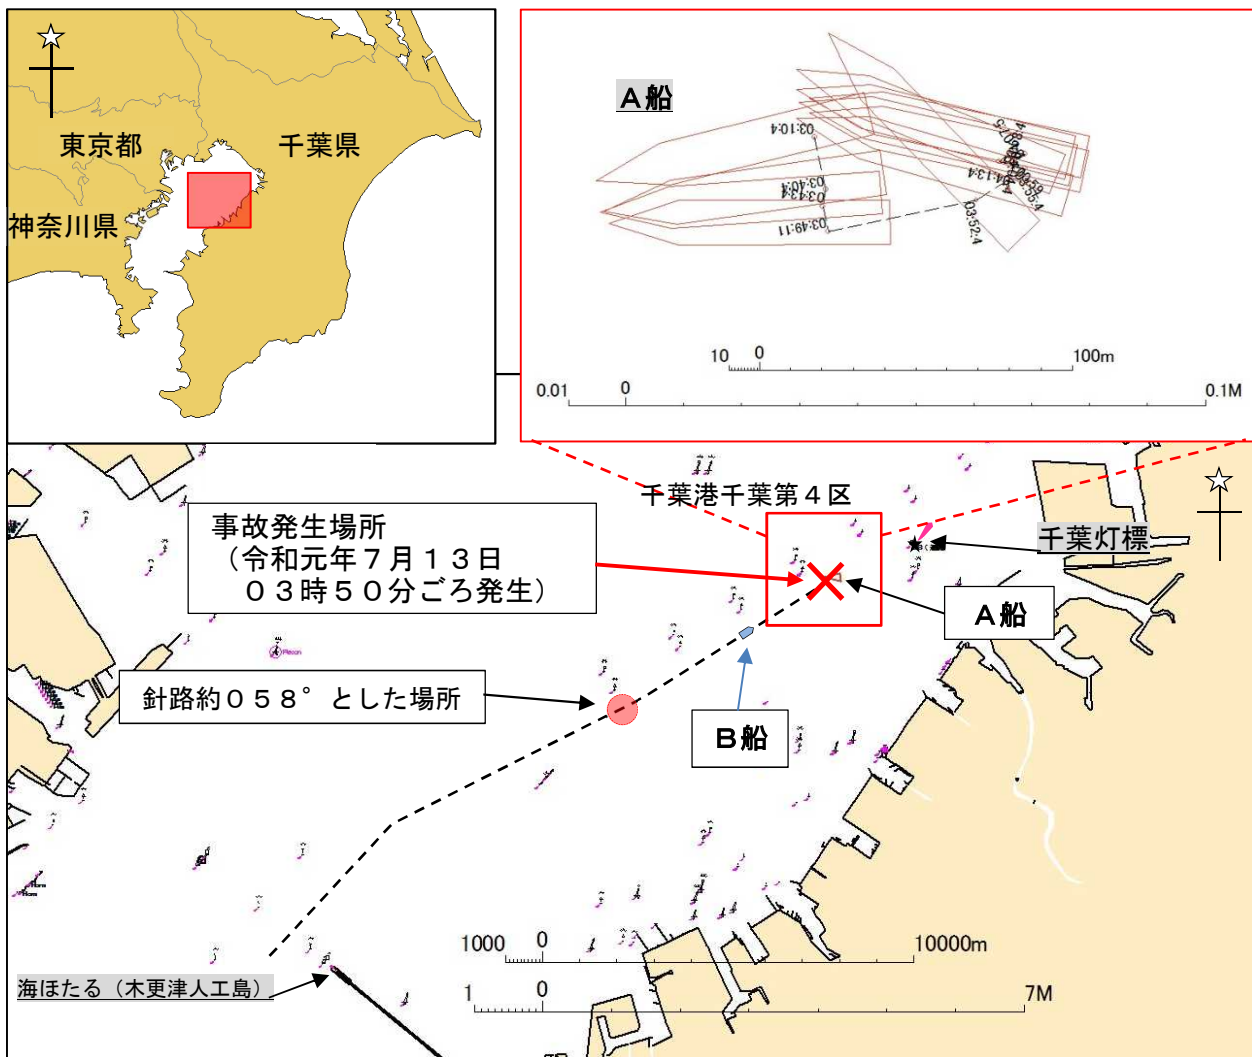 東京都
千葉県
神奈川県
A船
03:10:4
03:40:4
03:43:4
03:49:11
03:52:4
04:13:4
10 0 100m
0.01 0 0.1M
千葉港千葉第4区
事故発生場所
(令和元年7月13日
03時50分ごろ発生)
千葉灯標
A船
針路約058°とした場所
B船
海ほたる(木更津人工島)
1000 0 10000m
1 0 7M